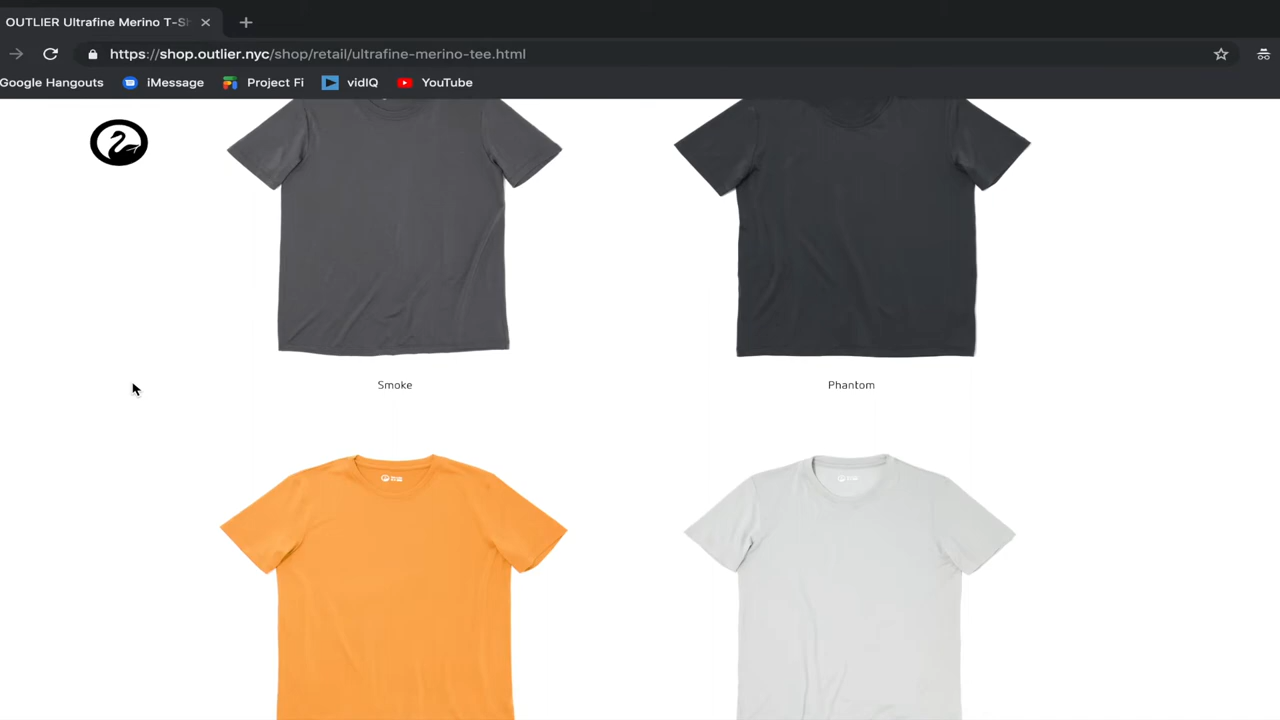 OUTLIER Ultrafine Merino T-Sh
https://shop.outlier.nyc/shop/retail/ultrafine-merino-tee.html
Google Hangouts iMessage Project Fi vidIQ YouTube
Smoke Phantom